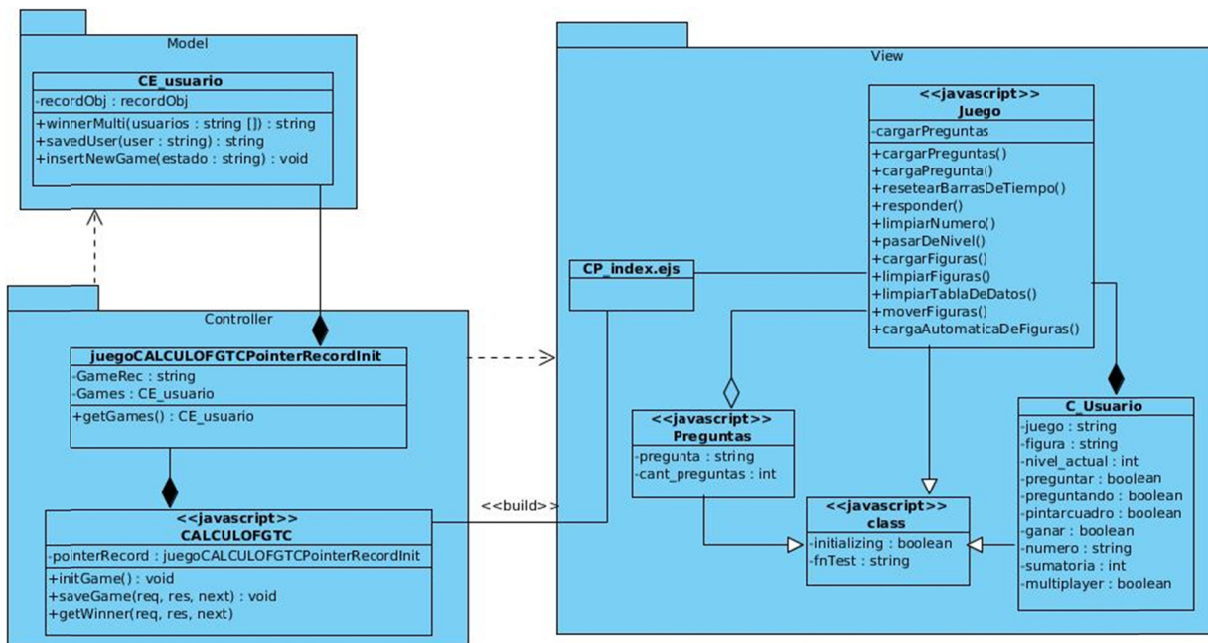 Model
CE_usuario
-recordObj : recordObj
+winnerMulti(usuarios : string []) : string
+savedUser(user : string) : string
+insertNewGame(estado : string) : void
Controller
juegoCALCULOFGTCPointerRecordInit
-GameRec : string
-Games : CE_usuario
+getGames() : CE_usuario
<<javascript>>
CALCULOFGTC
-pointerRecord : juegoCALCULOFGTCPointerRecordInit
+initGame() : void
+saveGame(req, res, next) : void
+getWinner(req, res, next)
<<build>>
View
<<javascript>>
Juego
-cargarPreguntas
+cargarPreguntas()
+cargaPregunta()
+resetearBarrasDeTiempo()
+responder()
+limpiarNumero()
+pasarDeNivel()
+cargarFiguras()
+limpiarFiguras()
+limpiarTablaDeDatos()
+moverFiguras()
+cargaAutomaticaDeFiguras()
CP_index.ejs
<<javascript>>
Preguntas
-pregunta : string
-cant_preguntas : int
<<javascript>>
class
-initializing : boolean
-fnTest : string
C_Usuario
-juego : string
-figura : string
-nivel_actual : int
-preguntar : boolean
-preguntando : boolean
-pintarcuadro : boolean
-ganar : boolean
-numero : string
-sumatoria : int
-multiplayer : boolean